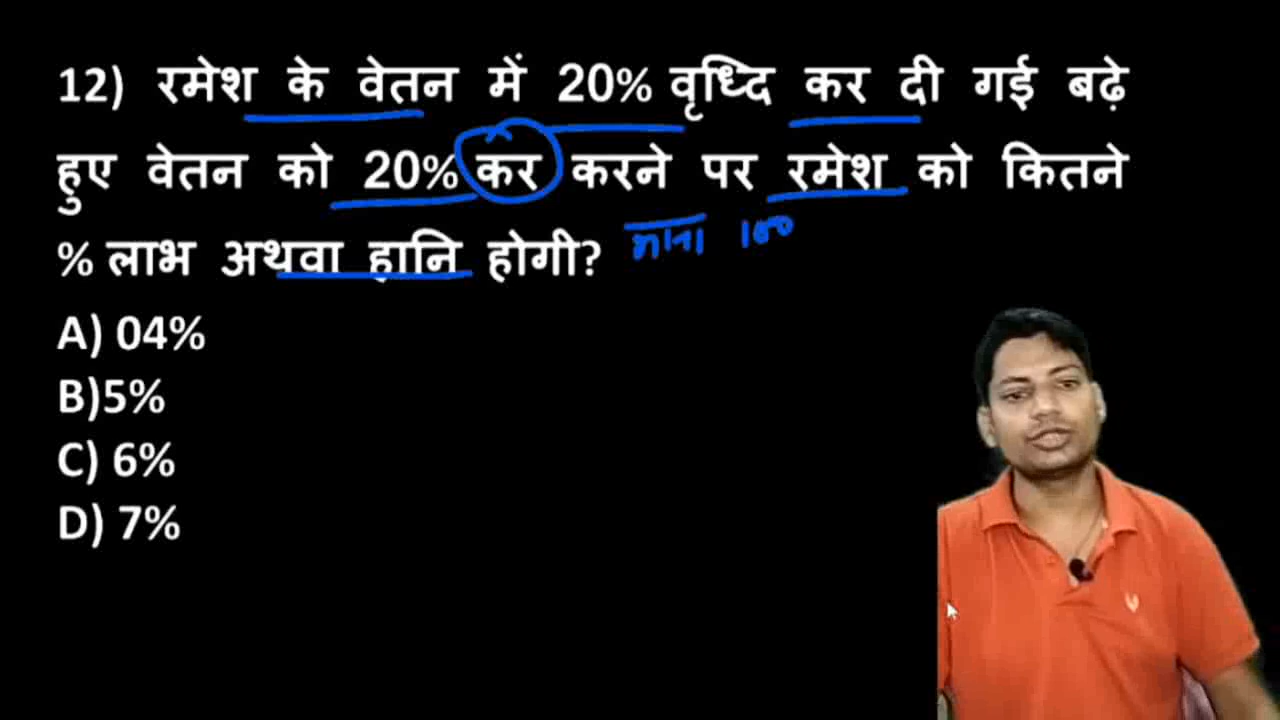 12) रमेश के वेतन में 20% वृध्दि कर दी गई बढ़े
हुए वेतन को 20% कर करने पर रमेश को कितने
% लाभ अथवा हानि होगी? माना 100
A) 04%
B)5%
C) 6%
D) 7%